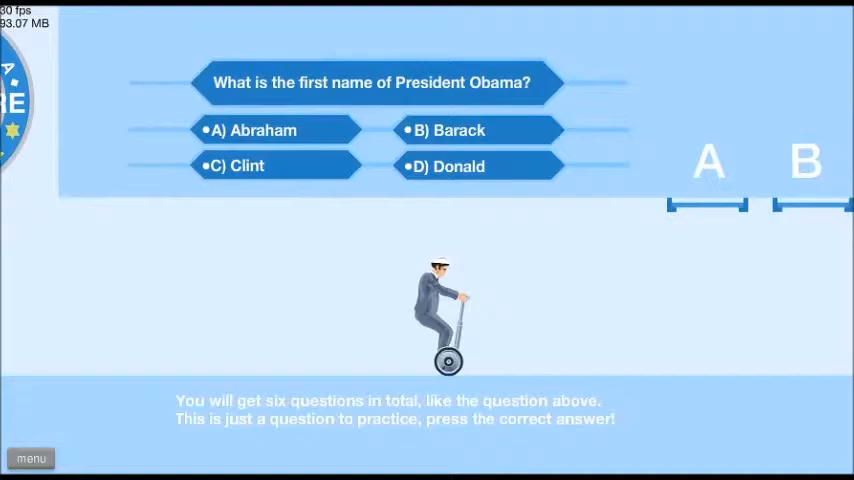 30 fps
93.07 MB
A
RE
What is the first name of President Obama?
A) Abraham
B) Barack
C) Clint
D) Donald
A B
You will get six questions in total, like the question above.
This is just a question to practice, press the correct answer!
menu